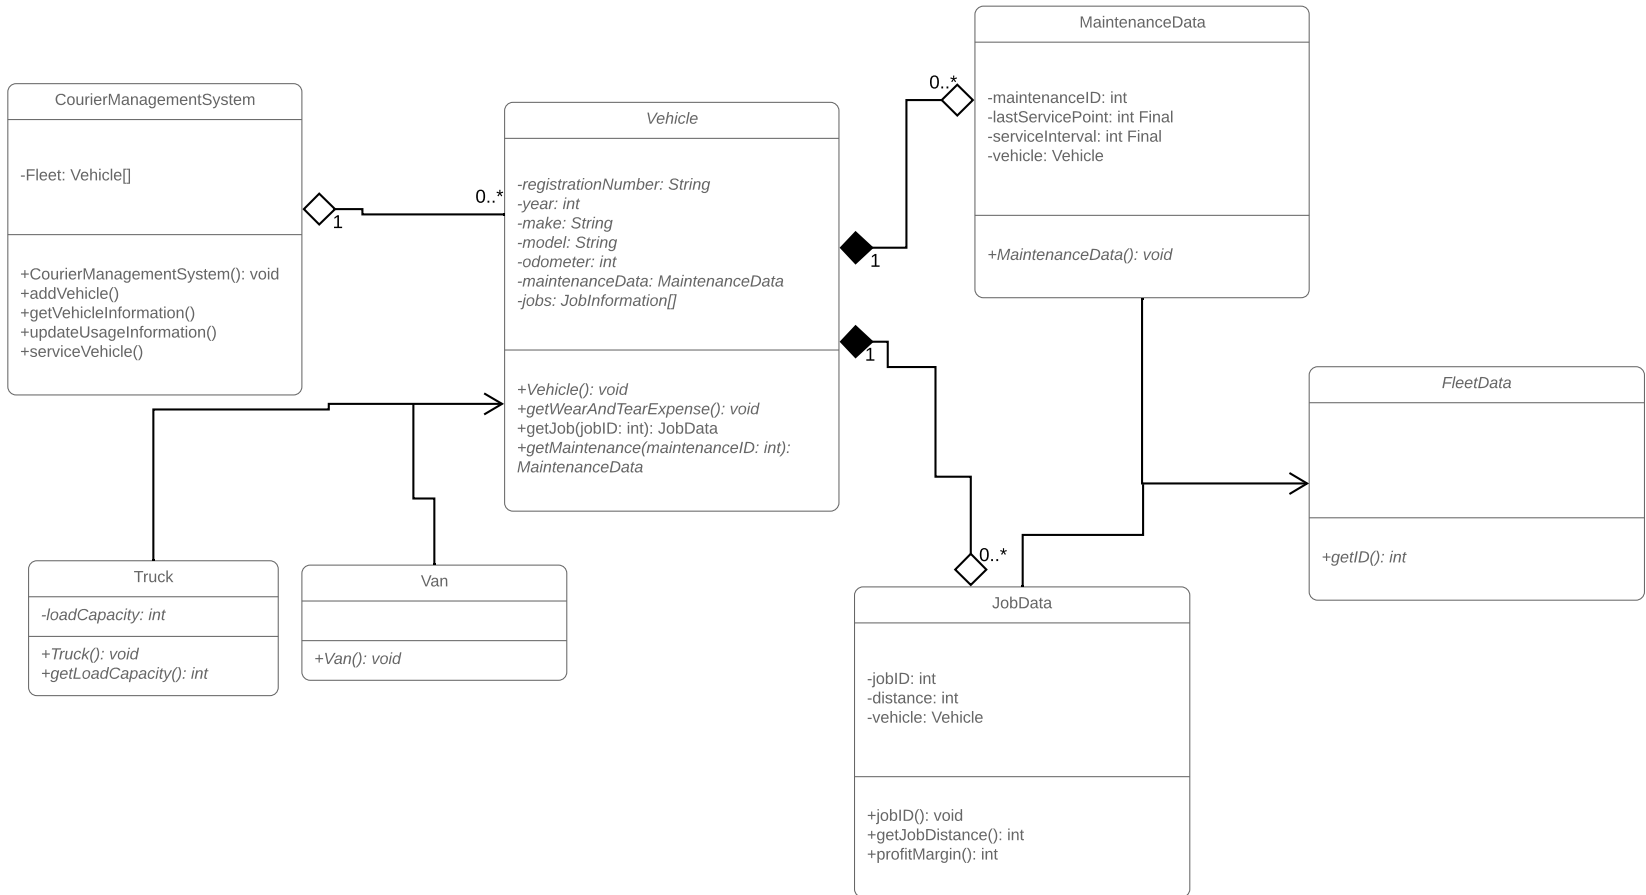 CourierManagementSystem
-Fleet: Vehicle[]
+CourierManagementSystem(): void
+addVehicle()
+getVehicleInformation()
+updateUsageInformation()
+serviceVehicle()
1
0..*
Vehicle
-registrationNumber: String
-year: int
-make: String
-model: String
-odometer: int
-maintenanceData: MaintenanceData
-jobs: JobInformation[]
+Vehicle(): void
+getWearAndTearExpense(): void
+getJob(jobID: int): JobData
+getMaintenance(maintenanceID: int):
MaintenanceData
1
0..*
MaintenanceData
-maintenanceID: int
-lastServicePoint: int Final
-serviceInterval: int Final
-vehicle: Vehicle
+MaintenanceData(): void
1
0..*
FleetData
+getID(): int
Truck
-loadCapacity: int
+Truck(): void
+getLoadCapacity(): int
Van
+Van(): void
JobData
-jobID: int
-distance: int
-vehicle: Vehicle
+jobID(): void
+getJobDistance(): int
+profitMargin(): int